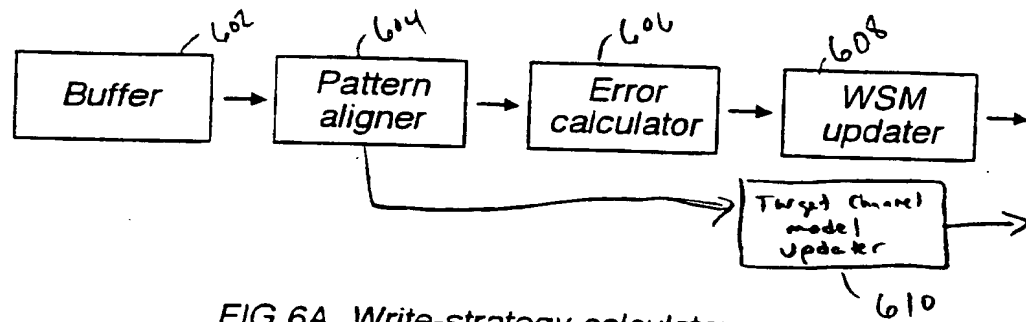 602
604
606
608
Buffer
Pattern
aligner
Error
calculator
WSM
updater
Target Channel
model
updater
610
FIG 6A Write-strategy calculator